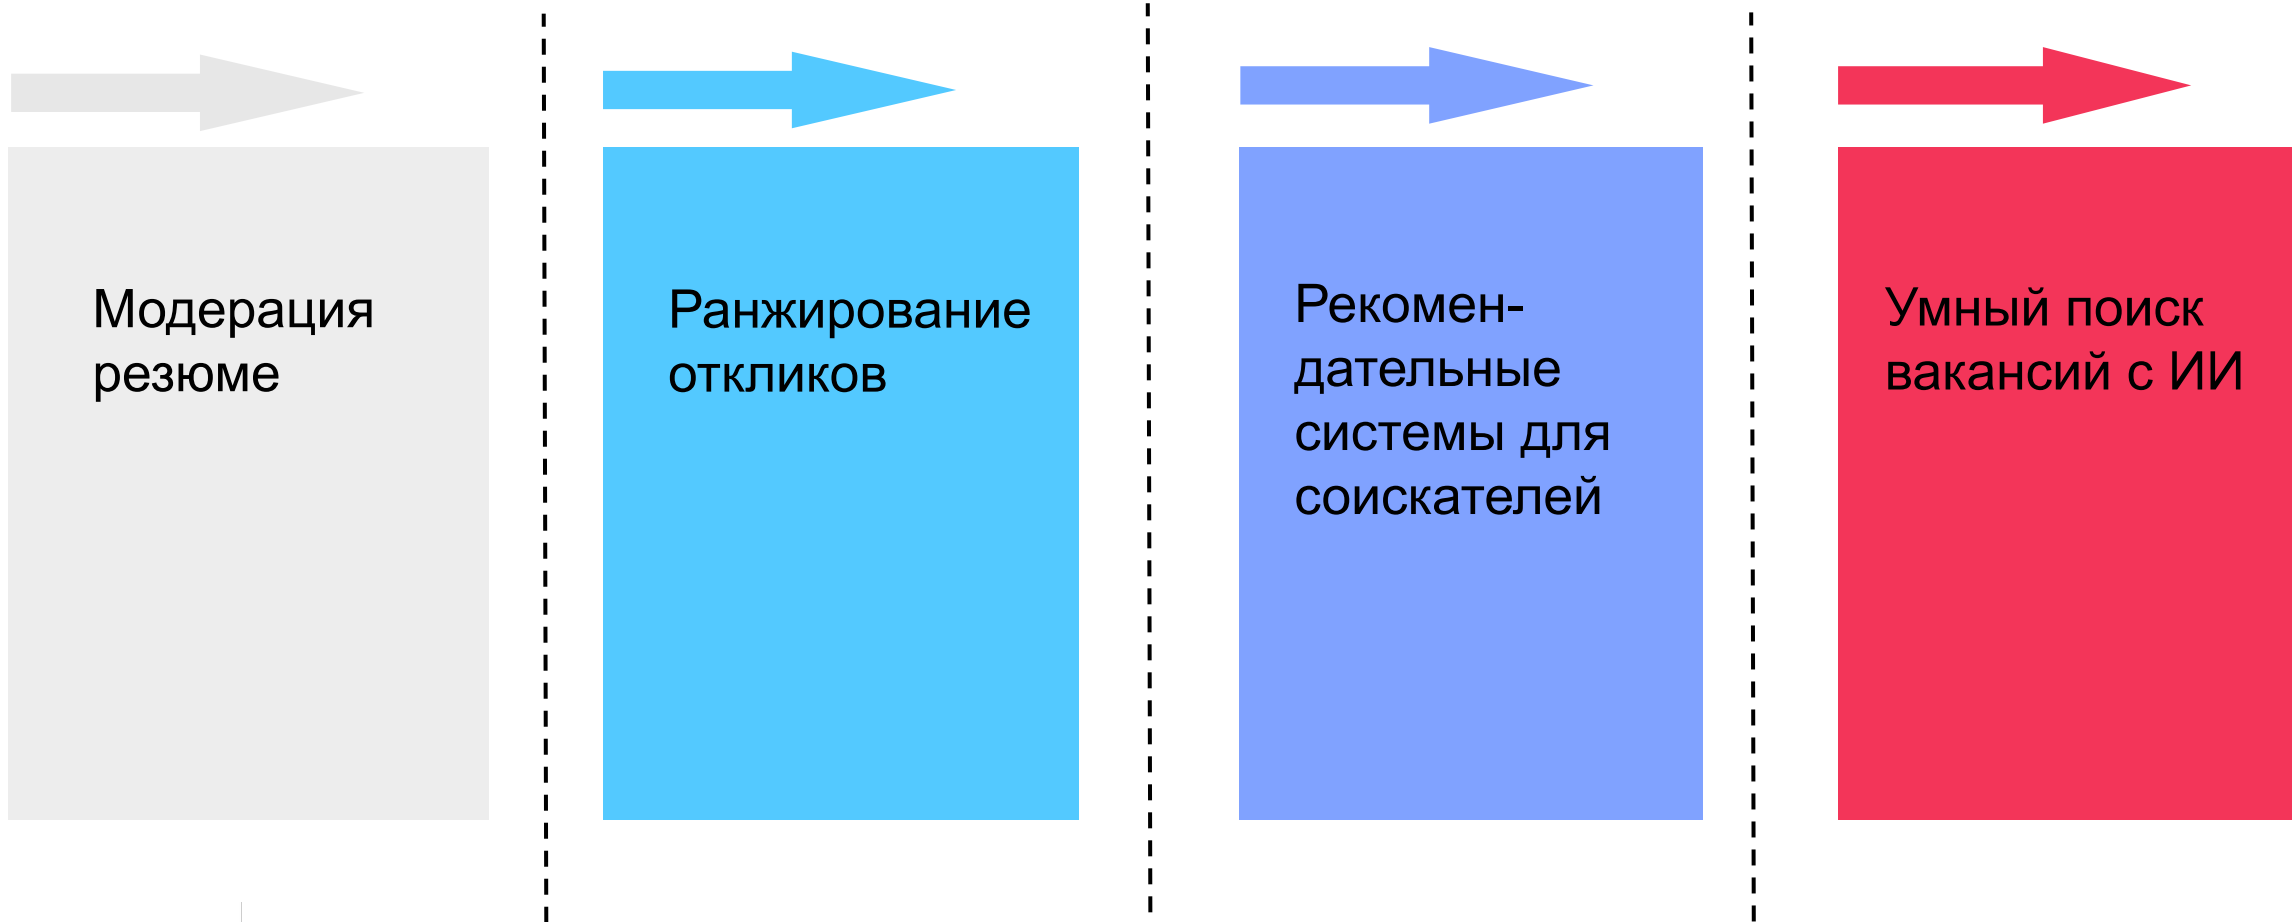 Модерация
резюме
Ранжирование
откликов
Рекомен-
дательные
системы для
соискателей
Умный поиск
вакансий с ИИ